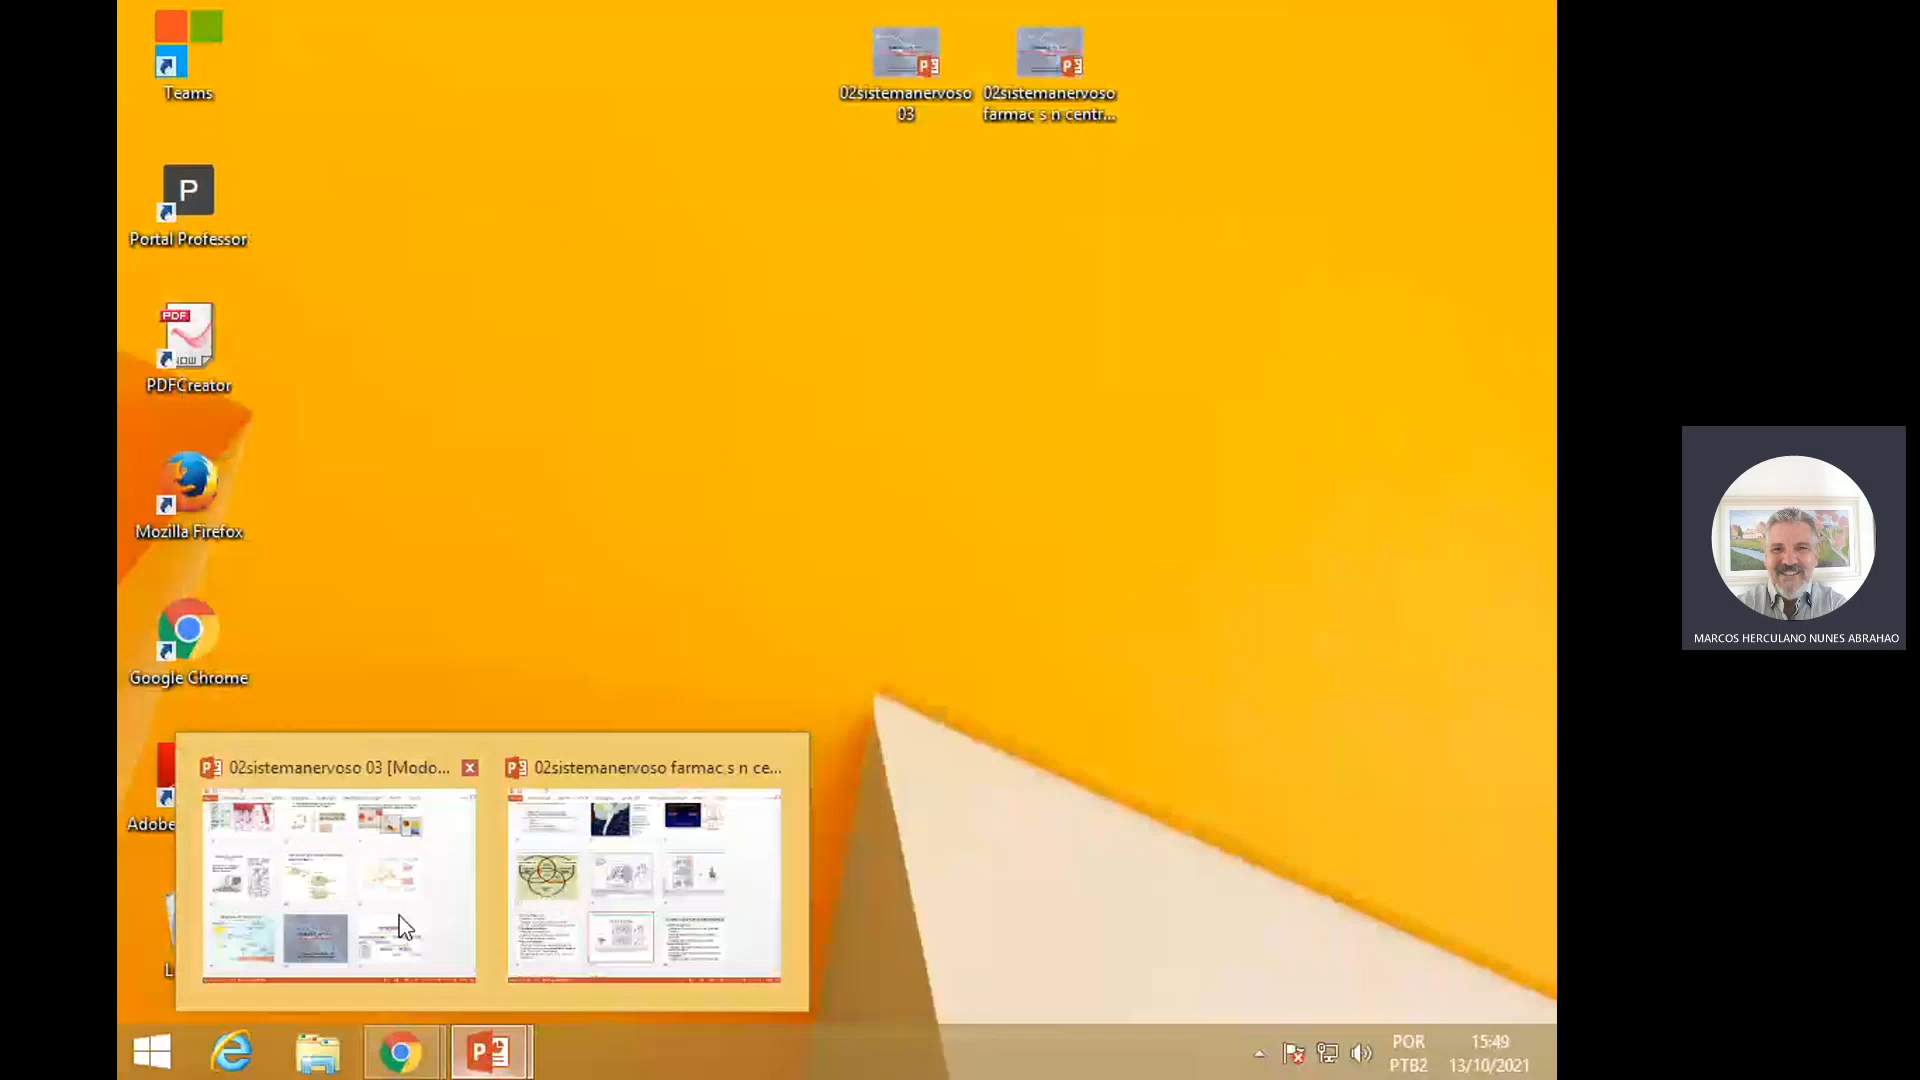 Teams
Portal Professor
PDF
PDFCreator
Mozilla Firefox
Google Chrome
Adobe
L
02sistemanervoso
03
02sistemanervoso
farmac s n centr...
02sistemanervoso 03 [Modo...
02sistemanervoso farmac s n ce...
POR
PTB2
15:49
13/10/2021
MARCOS HERCULANO NUNES ABRAHAO